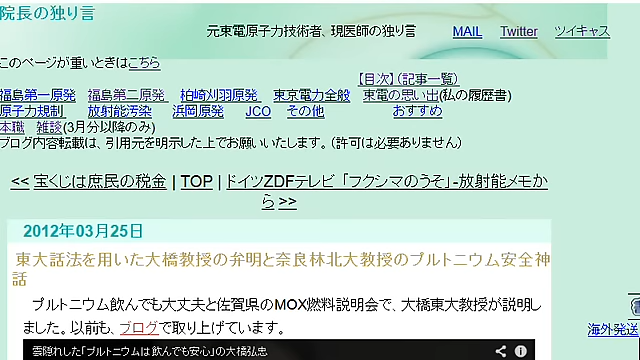 院長の独り言
元東電原子力技術者、現医師の独り言 MAIL Twitter ツイキャス
このページが重いときはこちら
【目次】（記事一覧）
福島第一原発 福島第二原発 柏崎刈羽原発 東京電力全般 東電の思い出(私の履歴書)
原子力規制 放射能汚染 浜岡原発 JCO その他 おすすめ
本職 雑談(3月分以降のみ)
ブログ内容転載は、引用元を明示した上でお願いいたします。（許可は必要ありません）
<< 宝くじは庶民の税金 | TOP | ドイツZDFテレビ 「フクシマのうそ」-放射能メモか
ら >>
2012年03月25日
東大話法を用いた大橋教授の弁明と奈良林北大教授のプルトニウム安全神
話
プルトニウム飲んでも大丈夫と佐賀県のMOX燃料説明会で、大橋東大教授が説明し
ました。以前も、ブログで取り上げています。
海外発送
雲隠れした「プルトニウムは飲んでも安心」の大橋弘忠